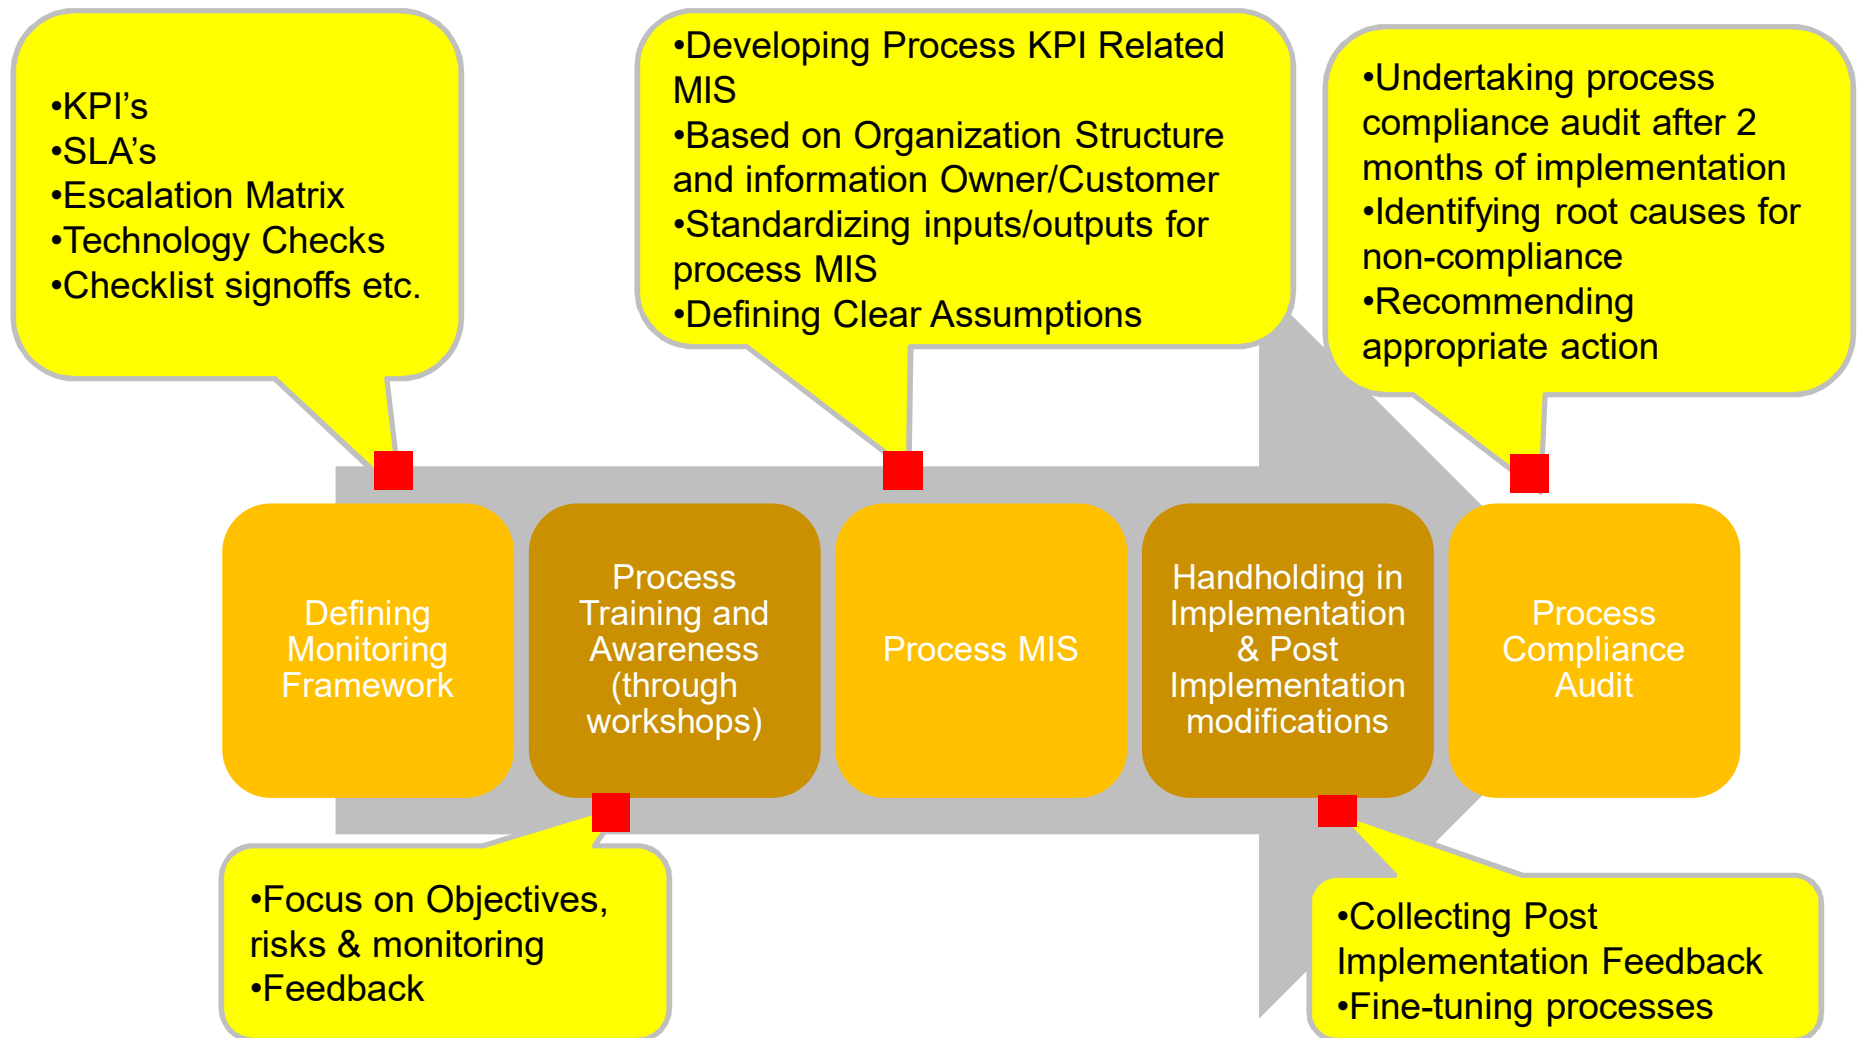 •KPI’s
•SLA’s
•Escalation Matrix
•Technology Checks
•Checklist signoffs etc.
•Developing Process KPI Related
MIS
•Based on Organization Structure
and information Owner/Customer
•Standardizing inputs/outputs for
process MIS
•Defining Clear Assumptions
•Undertaking process
compliance audit after 2
months of implementation
•Identifying root causes for
non-compliance
•Recommending
appropriate action
Defining
Monitoring
Framework
Process
Training and
Awareness
(through
workshops)
Process MIS
Handholding in
Implementation
& Post
Implementation
modifications
Process
Compliance
Audit
•Focus on Objectives,
risks & monitoring
•Feedback
•Collecting Post
Implementation Feedback
•Fine-tuning processes